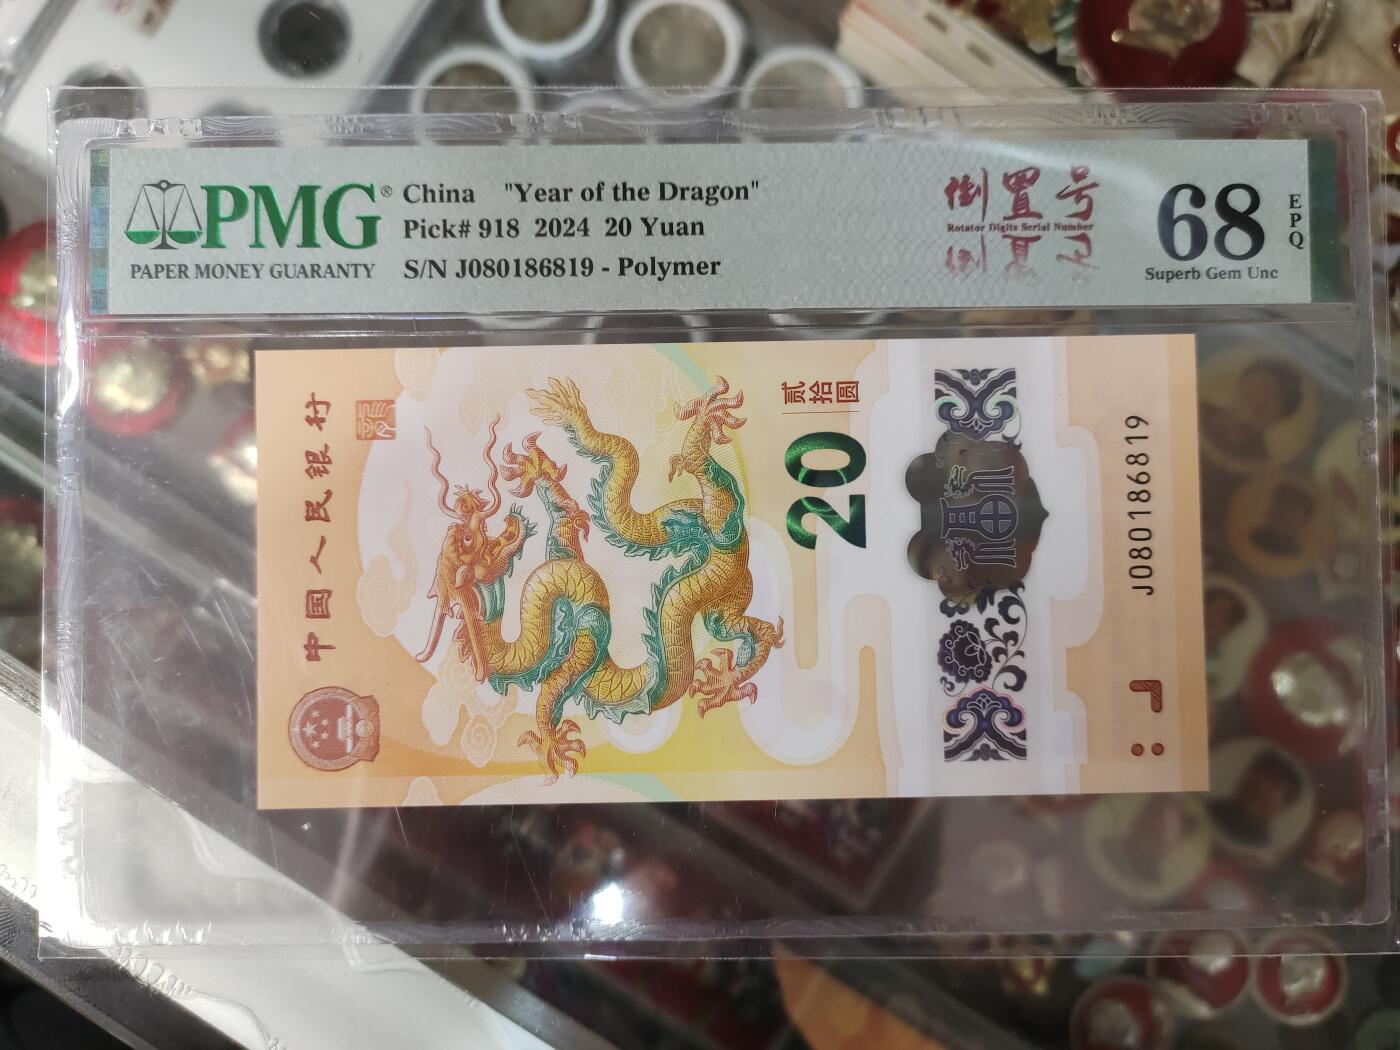 PMG®
PAPER MONEY GUARANTY
China "Year of the Dragon"
Pick# 918 2024 20 Yuan
S/N J080186819 - Polymer
倒置号
Rotator Digits Serial Number
68
EPQ
Superb Gem Unc
中国人民银行
贰拾圆
20
J080186819